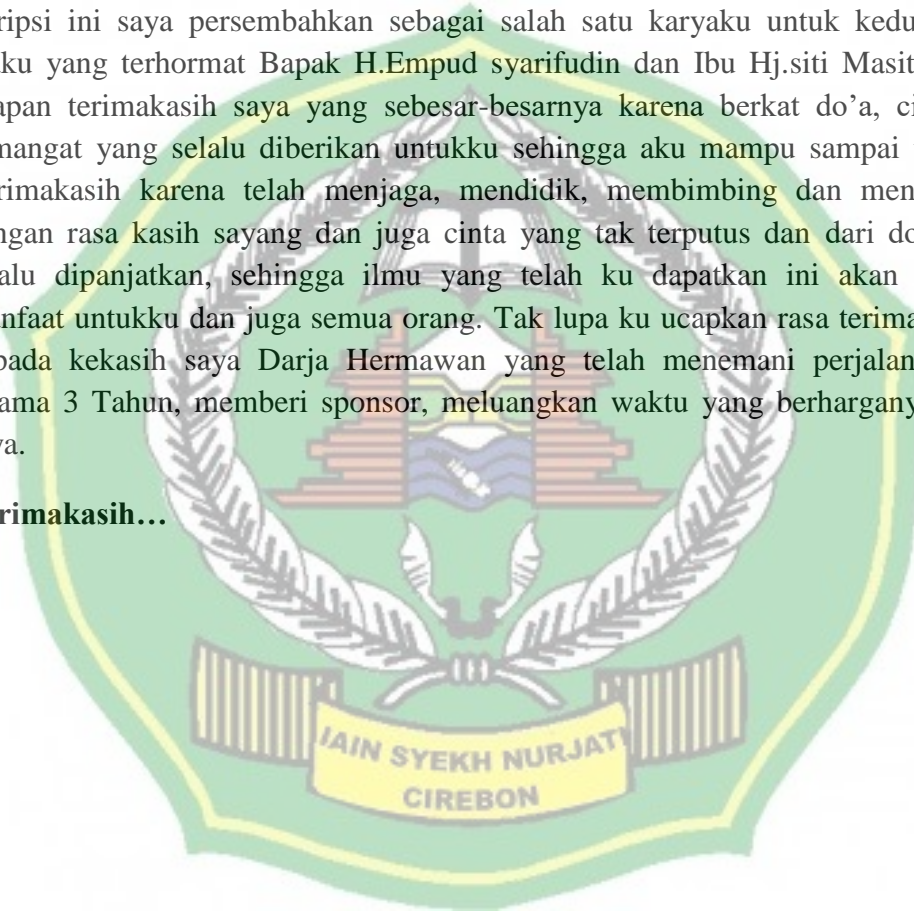 ripsi ini saya persembahkan sebagai salah satu karyaku untuk kedu
aku yang terhormat Bapak H.Empud syarifudin dan Ibu Hj.siti Masit
apan terimakasih saya yang sebesar-besarnya karena berkat do’a, ci
mangat yang selalu diberikan untukku sehingga aku mampu sampai
rimakasih karena telah menjaga, mendidik, membimbing dan men
ngan rasa kasih sayang dan juga cinta yang tak terputus dan dari do
alu dipanjatkan, sehingga ilmu yang telah ku dapatkan ini akan
nfaat untukku dan juga semua orang. Tak lupa ku ucapkan rasa terima
pada kekasih saya Darja Hermawan yang telah menemani perjalan
ama 3 Tahun, memberi sponsor, meluangkan waktu yang berhargany
ya.
rimakasih…
IAIN SYEKH NURJATI
CIREBON